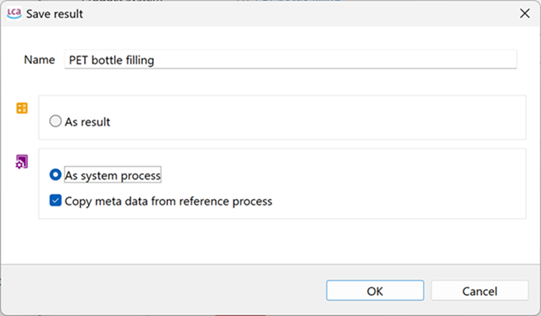 LCA Save result
Name PET bottle filling
As result
As system process
Copy meta data from reference process
OK Cancel